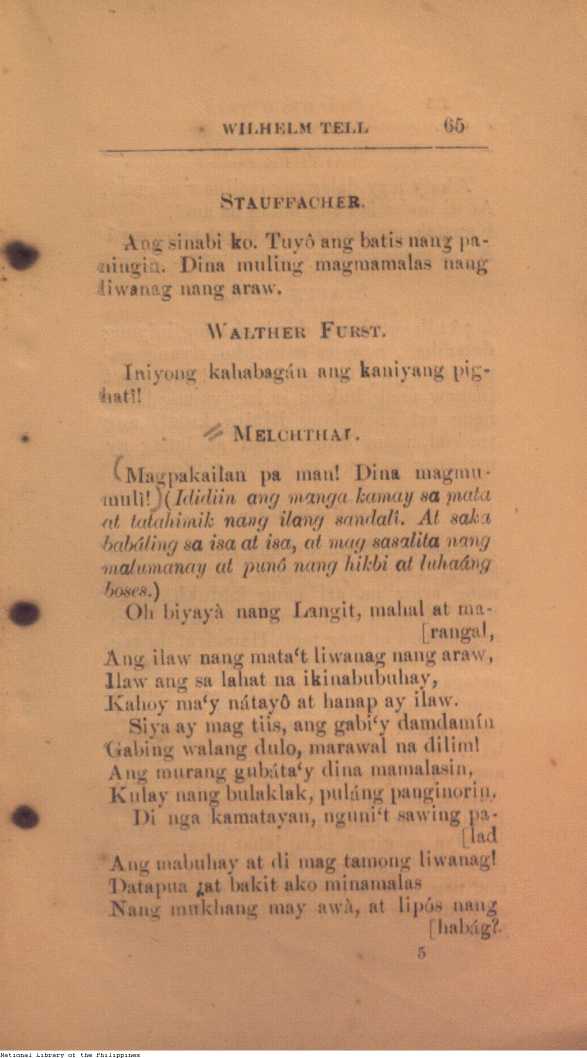 WILHELM TELL 65
STAUFFACHER.
Ang sinabi ko. Tuyô ang batis nang pa-
ningin. Dina muling magmamalas nang
liwanag nang araw.
WALTHER FURST.
Iniyong kahabagán ang kaniyang pig-
hati!
MELCHTHAL.
(Magpakailan pa man! Dina magmu-
mulî!)(Ididiin ang manga kamay sa mata
at tatahimik nang ilang sandalî. At saka
babáling sa isa at isa, at mag sasalita nang
malumanay at punô nang hikbi at luhaáng
boses.)
Oh biyayà nang Langit, mahal at ma-
[rangal,
Ang ilaw nang mata‘t liwanag nang araw,
Ilaw ang sa lahat na ikinabubuhay,
Kahoy ma‘y nátayô at hanap ay ilaw.
Siya ay mag tiis, ang gabi‘y damdamín
Gabing walang dulo, marawal na dilim!
Ang murang gubáta‘y dina mamalasin,
Kulay nang bulaklak, puláng panginorin.
Di nga kamatayan, nguni‘t sawing pa-
[lad
Ang mabuhay at di mag tamong liwanag!
Datapua ¿at bakit ako minamalas
Nang mukhang may awà, at lipós nang
[habág?
5
National Library of the Philippines